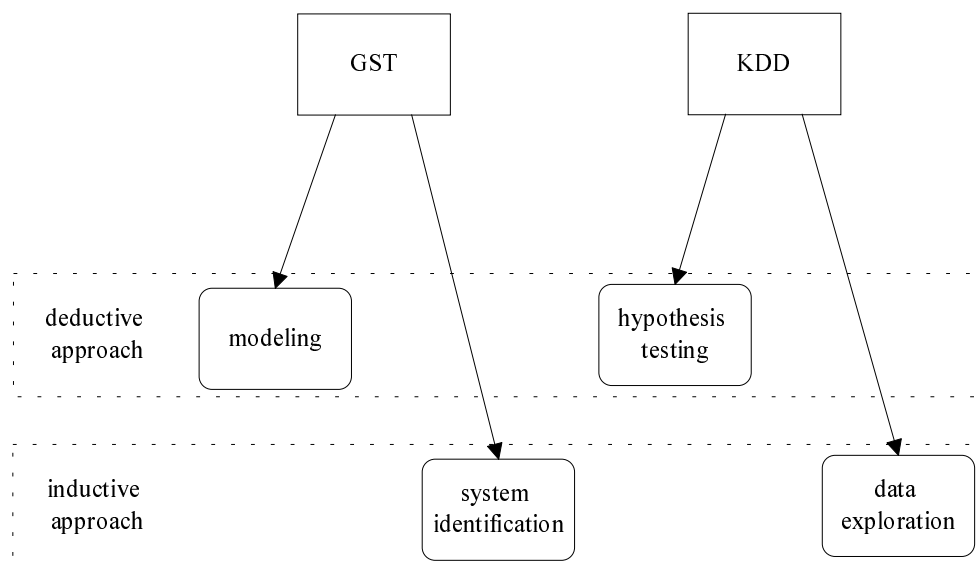 GST
KDD
deductive
approach
modeling
hypothesis
testing
inductive
approach
system
identification
data
exploration